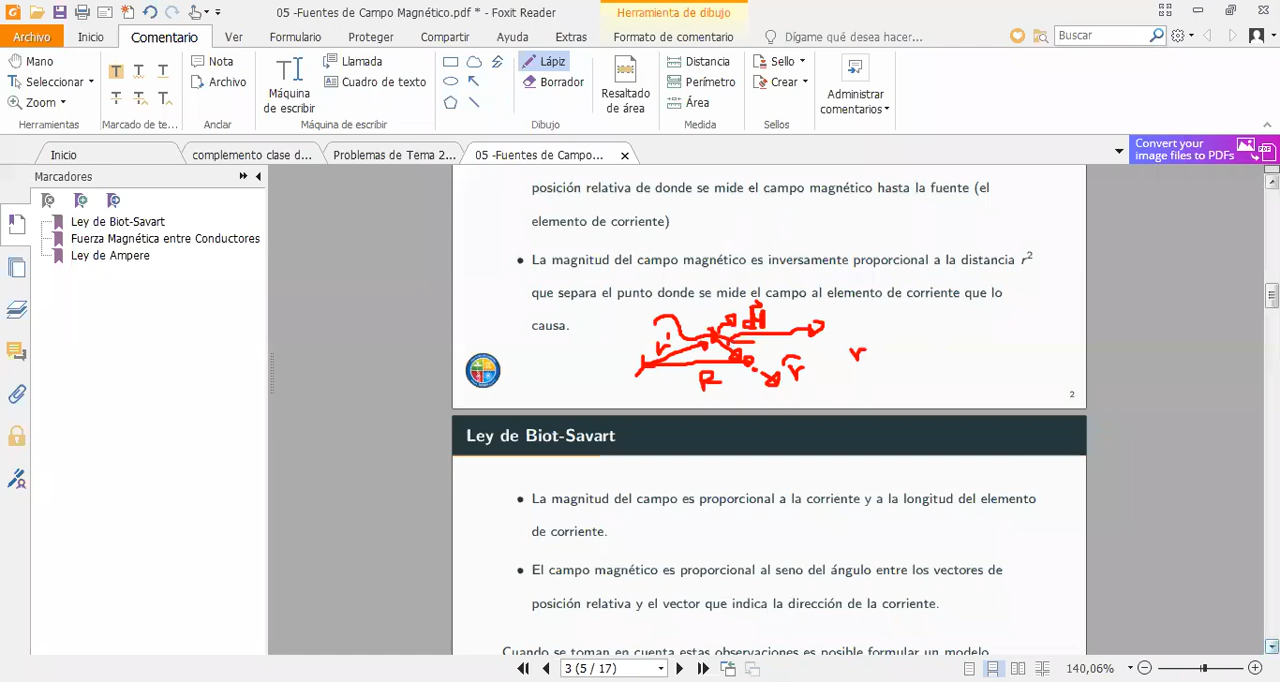 05 -Fuentes de Campo Magnético.pdf * - Foxit Reader
Herramienta de dibujo
Archivo
Inicio
Comentario
Ver
Formulario
Proteger
Compartir
Ayuda
Extras
Formato de comentario
Dígame qué desea hacer...
Buscar
Mano
Seleccionar
Zoom
Herramientas
T T T
T T T
Marcado de te...
Nota
Archivo
Anclar
Máquina de escribir
Llamada
Cuadro de texto
Máquina de escribir
Lápiz
Borrador
Dibujo
Resaltado de área
Distancia
Perímetro
Área
Medida
Sello
Crear
Sellos
Administrar comentarios
Inicio
complemento clase d...
Problemas de Tema 2...
05 -Fuentes de Campo...
Convert your
image files to PDFs
PDF
Marcadores
Ley de Biot-Savart
Fuerza Magnética entre Conductores
Ley de Ampere
posición relativa de donde se mide el campo magnético hasta la fuente (el
elemento de corriente)
• La magnitud del campo magnético es inversamente proporcional a la distancia r²
que separa el punto donde se mide el campo al elemento de corriente que lo
causa.
r'
R
r
2
Ley de Biot-Savart
• La magnitud del campo es proporcional a la corriente y a la longitud del elemento
de corriente.
• El campo magnético es proporcional al seno del ángulo entre los vectores de
posición relativa y el vector que indica la dirección de la corriente.
Cuando se toman en cuenta estas observaciones es posible formular un modelo
3 (5 / 17)
140,06%